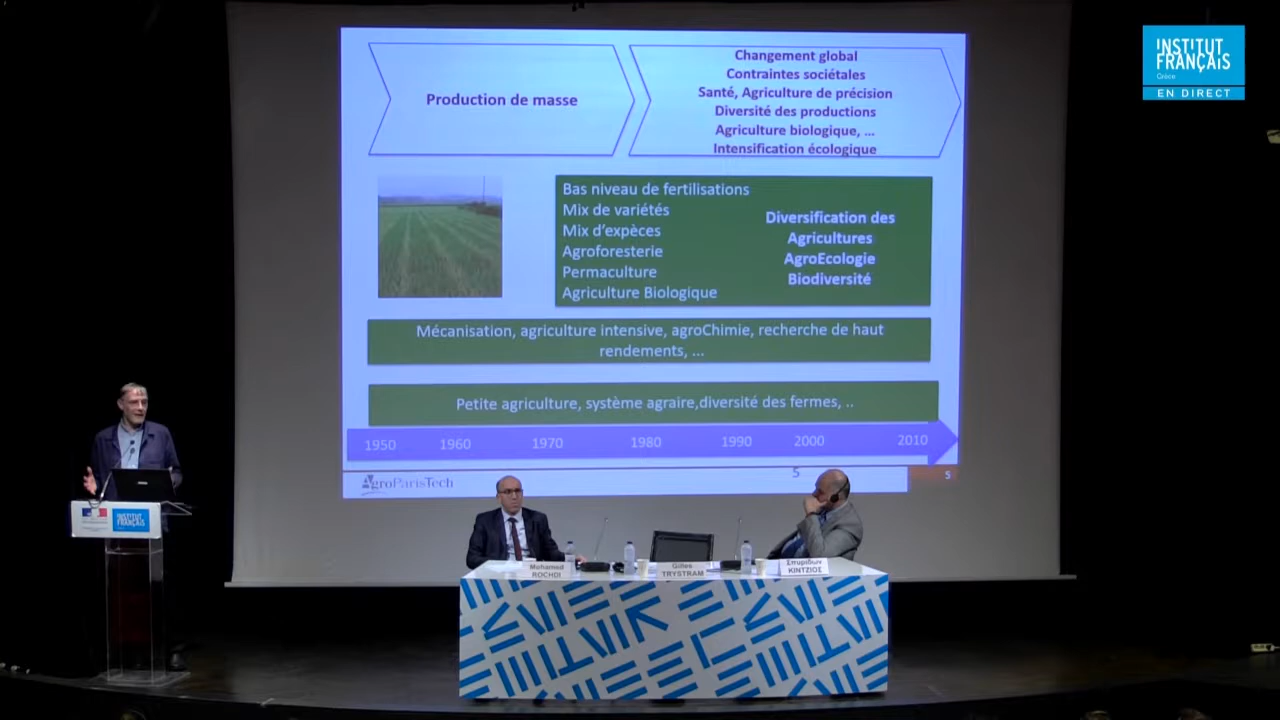 INSTITUT
FRANÇAIS
Grèce
EN DIRECT
Production de masse
Changement global
Contraintes sociétales
Santé, Agriculture de précision
Diversité des productions
Agriculture biologique, ...
Intensification écologique
Bas niveau de fertilisations
Mix de variétés
Mix d'expèces
Agroforesterie
Permaculture
Agriculture Biologique
Diversification des
Agricultures
AgroEcologie
Biodiversité
Mécanisation, agriculture intensive, agroChimie, recherche de haut
rendements, ...
Petite agriculture, système agraire,diversité des fermes, ..
1950 1960 1970 1980 1990 2000 2010
AgroParisTech
5
5
INSTITUT
FRANÇAIS
Mohamed
ROCHDI
Gilles
TRYSTRAM
Σπυρίδων
ΚΙΝΤΖΙΟΣ